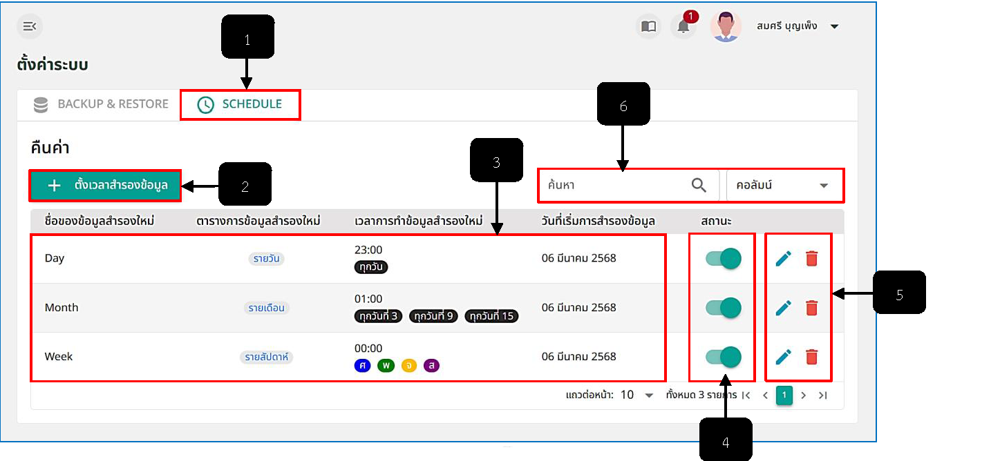 1
1
สมศรี บุญเพ็ง
ตั้งค่าระบบ
BACKUP & RESTORE
SCHEDULE
6
คืนค่า
3
ตั้งเวลาสำรองข้อมูล
2
ค้นหา
คอลัมน์
ชื่อของข้อมูลสำรองใหม่ ตารางการข้อมูลสำรองใหม่ เวลาการทำข้อมูลสำรองใหม่ วันที่เริ่มการสำรองข้อมูล สถานะ
Day รายวัน 23:00 06 มีนาคม 2568
ทุกวัน
5
Month รายเดือน 01:00 06 มีนาคม 2568
ทุกวันที่ 3 ทุกวันที่ 9 ทุกวันที่ 15
Week รายสัปดาห์ 00:00 06 มีนาคม 2568
ศ พ จ ส
แถวต่อหน้า: 10 ทั้งหมด 3 รายการ 1
4